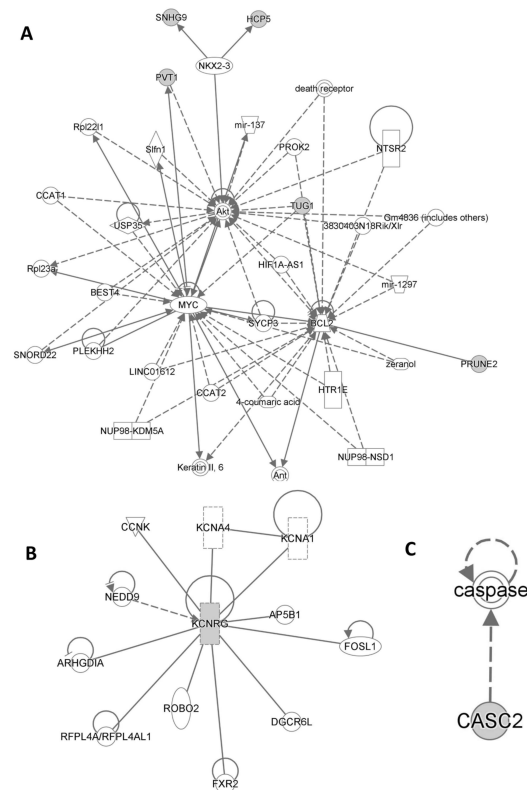 A
SNHG9
HCP5
PVT1
NKX2-3
death receptor
Rpl22l1
Slfn1
mir-137
PROK2
NTSR2
CCAT1
USP35
Akt
TUG1
Gm4836 (includes others)
3830403N18Rik/Xlr
Rpl23a
HIF1A-AS1
BEST4
mir-1297
MYC
SYCP3
BCL2
SNORD22
PLEKHH2
LINC01612
zeranol
PRUNE2
CCAT2
4-coumaric acid
HTR1E
NUP98-KDM5A
NUP98-NSD1
Keratin II, 6
Ant
B
CCNK
KCNA4
KCNA1
NEDD9
KCNRG
AP5B1
FOSL1
ARHGDIA
ROBO2
DGCR6L
RFPL4A/RFPL4AL1
FXR2
C
caspase
CASC2